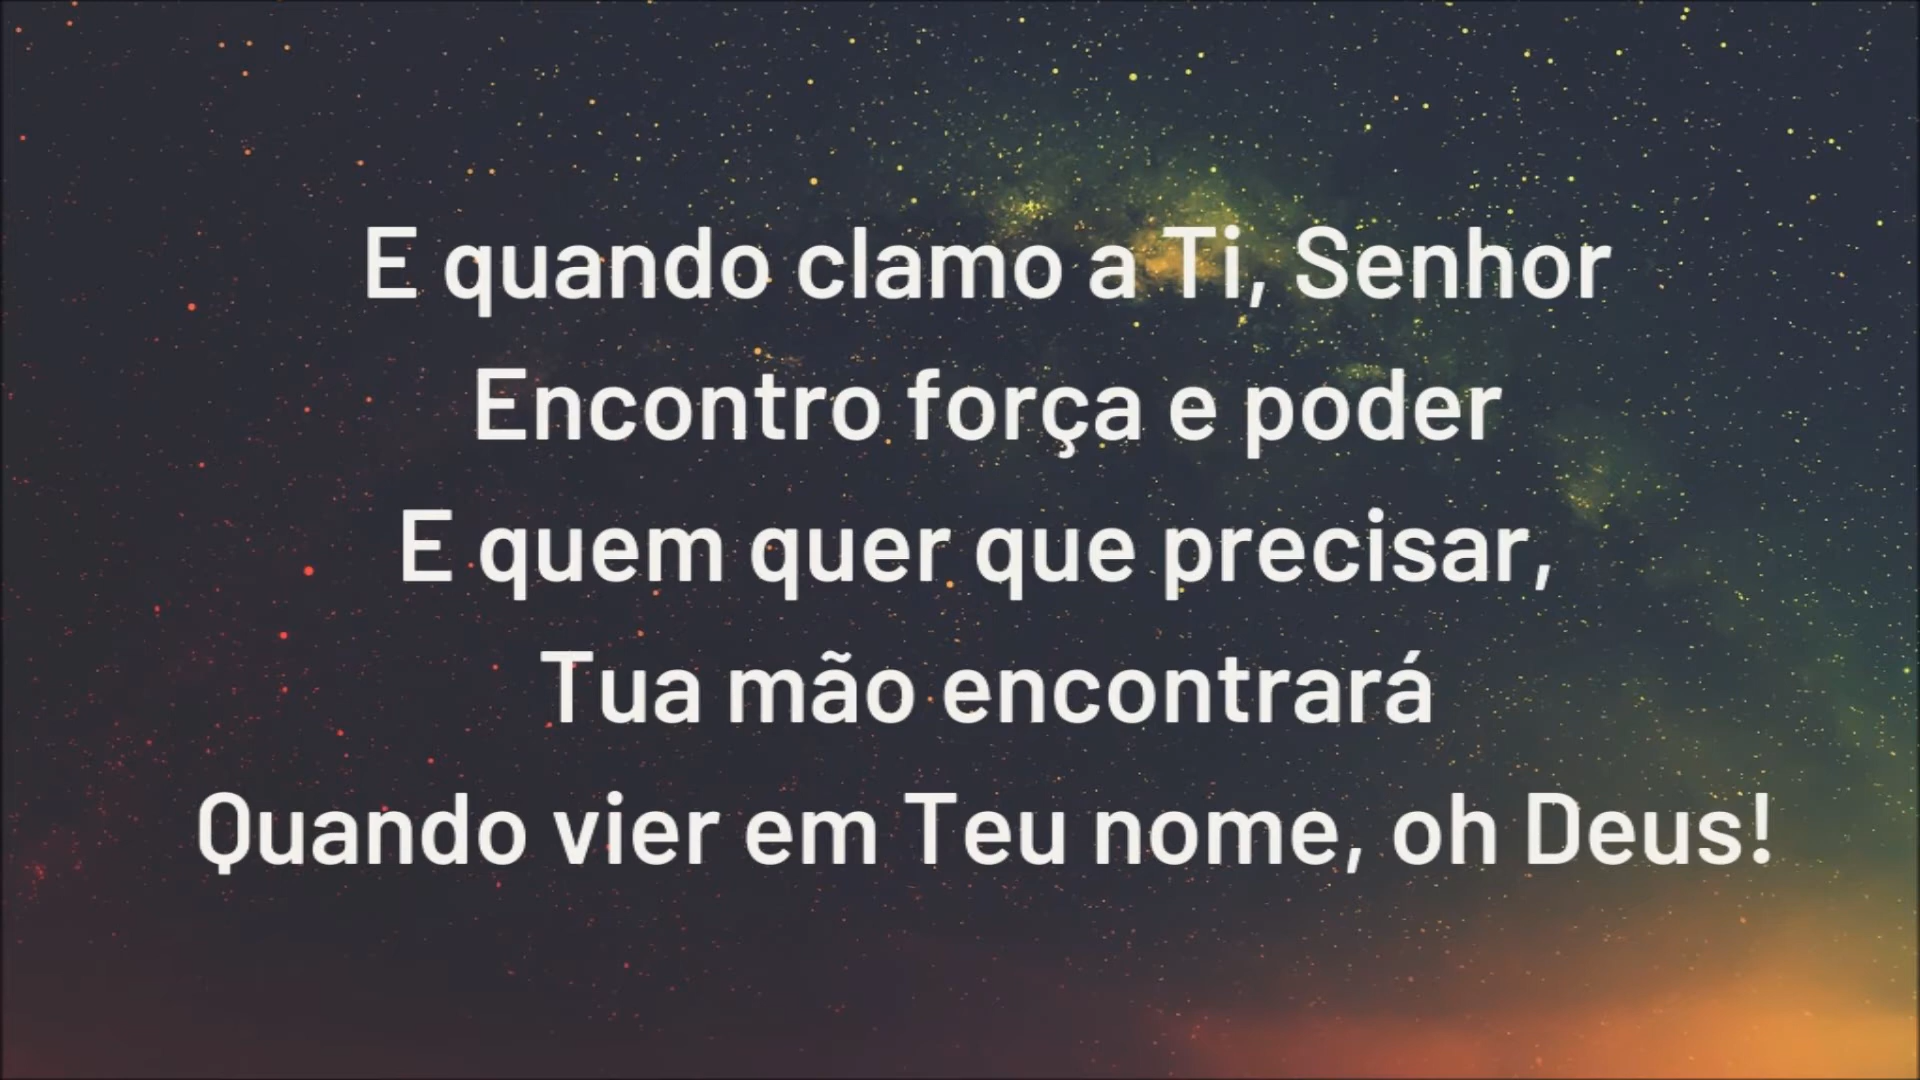 E quando clamo a Ti, Senhor
Encontro força e poder
E quem quer que precisar,
Tua mão encontrará
Quando vier em Teu nome, oh Deus!